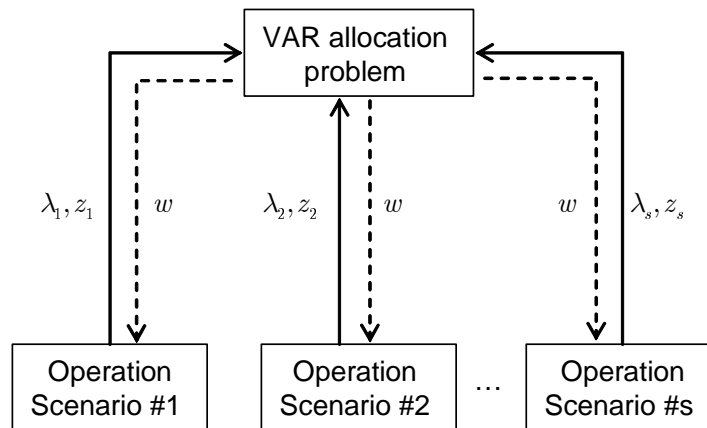 VAR allocation
problem
λ₁, z₁
w
λ₂, z₂
w
w
λₛ, zₛ
Operation
Scenario #1
Operation
Scenario #2
...
Operation
Scenario #s